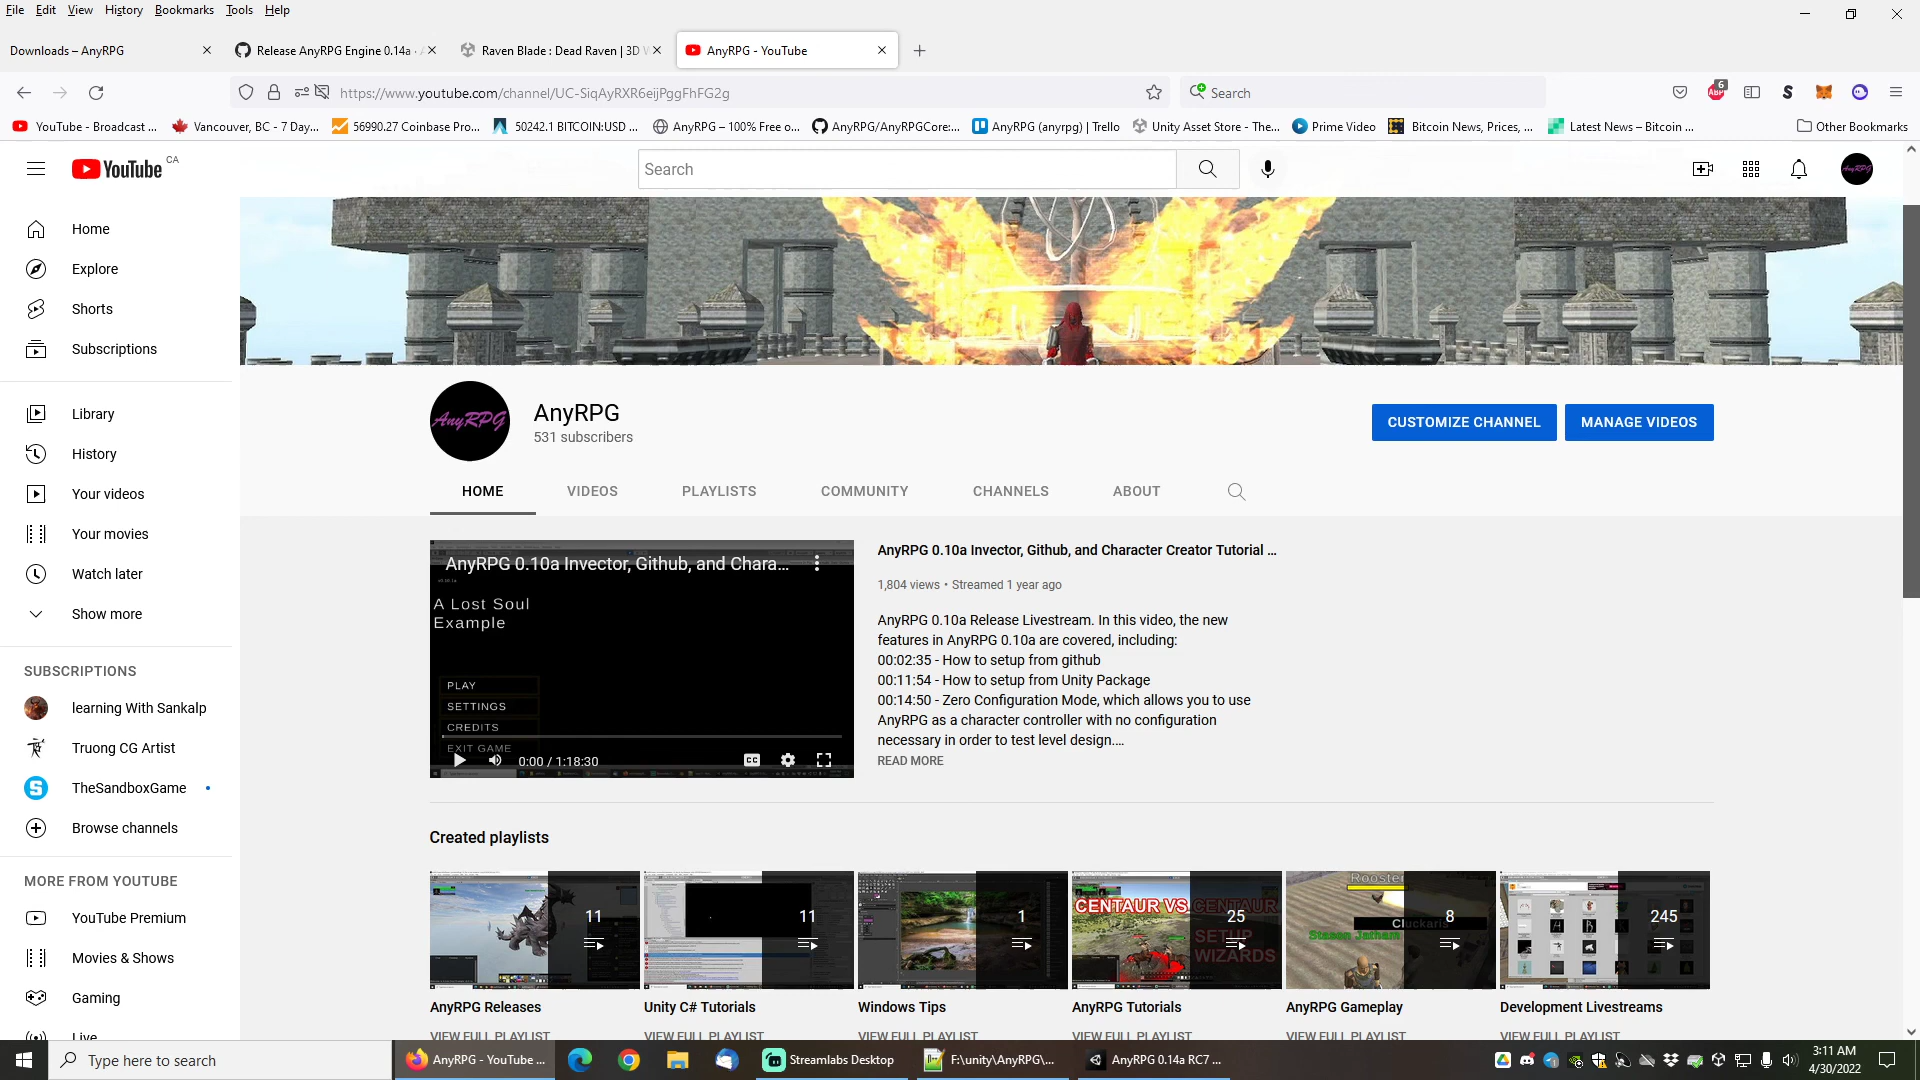 File Edit View History Bookmarks Tools Help
Downloads – AnyRPG
Release AnyRPG Engine 0.14a ·
Raven Blade : Dead Raven | 3D
AnyRPG - YouTube
https://www.youtube.com/channel/UC-SiqAyRXR6eijPggFhFG2g
Search
6
ABP
YouTube - Broadcast ...
Vancouver, BC - 7 Day...
56990.27 Coinbase Pro...
50242.1 BITCOIN:USD ...
AnyRPG – 100% Free o...
AnyRPG/AnyRPGCore:...
AnyRPG (anyrpg) | Trello
Unity Asset Store - The...
Prime Video
Bitcoin News, Prices, ...
Latest News – Bitcoin ...
Other Bookmarks
YouTube CA
Search
AnyRPG
Home
Explore
Shorts
Subscriptions
Library
History
Your videos
Your movies
Watch later
Show more
SUBSCRIPTIONS
learning With Sankalp
Truong CG Artist
TheSandboxGame
Browse channels
MORE FROM YOUTUBE
YouTube Premium
Movies & Shows
Gaming
Live
AnyRPG
AnyRPG
531 subscribers
CUSTOMIZE CHANNEL
MANAGE VIDEOS
HOME VIDEOS PLAYLISTS COMMUNITY CHANNELS ABOUT
AnyRPG 0.10a Invector, Github, and Chara...
A Lost Soul
Example
PLAY
SETTINGS
CREDITS
EXIT GAME
0:00 / 1:18:30
CC
AnyRPG 0.10a Invector, Github, and Character Creator Tutorial ...
1,804 views • Streamed 1 year ago
AnyRPG 0.10a Release Livestream. In this video, the new
features in AnyRPG 0.10a are covered, including:
00:02:35 - How to setup from github
00:11:54 - How to setup from Unity Package
00:14:50 - Zero Configuration Mode, which allows you to use
AnyRPG as a character controller with no configuration
necessary in order to test level design....
READ MORE
Created playlists
11
11
1
CENTAUR VS CENTAUR
SETUP
WIZARDS
25
Rooster
Cluckaris
Stason Jatham
8
245
AnyRPG Releases
Unity C# Tutorials
Windows Tips
AnyRPG Tutorials
AnyRPG Gameplay
Development Livestreams
VIEW FULL PLAYLIST
VIEW FULL PLAYLIST
VIEW FULL PLAYLIST
VIEW FULL PLAYLIST
VIEW FULL PLAYLIST
VIEW FULL PLAYLIST
Type here to search
AnyRPG - YouTube ...
Streamlabs Desktop
F:\unity\AnyRPG\...
AnyRPG 0.14a RC7 ...
3:11 AM
4/30/2022